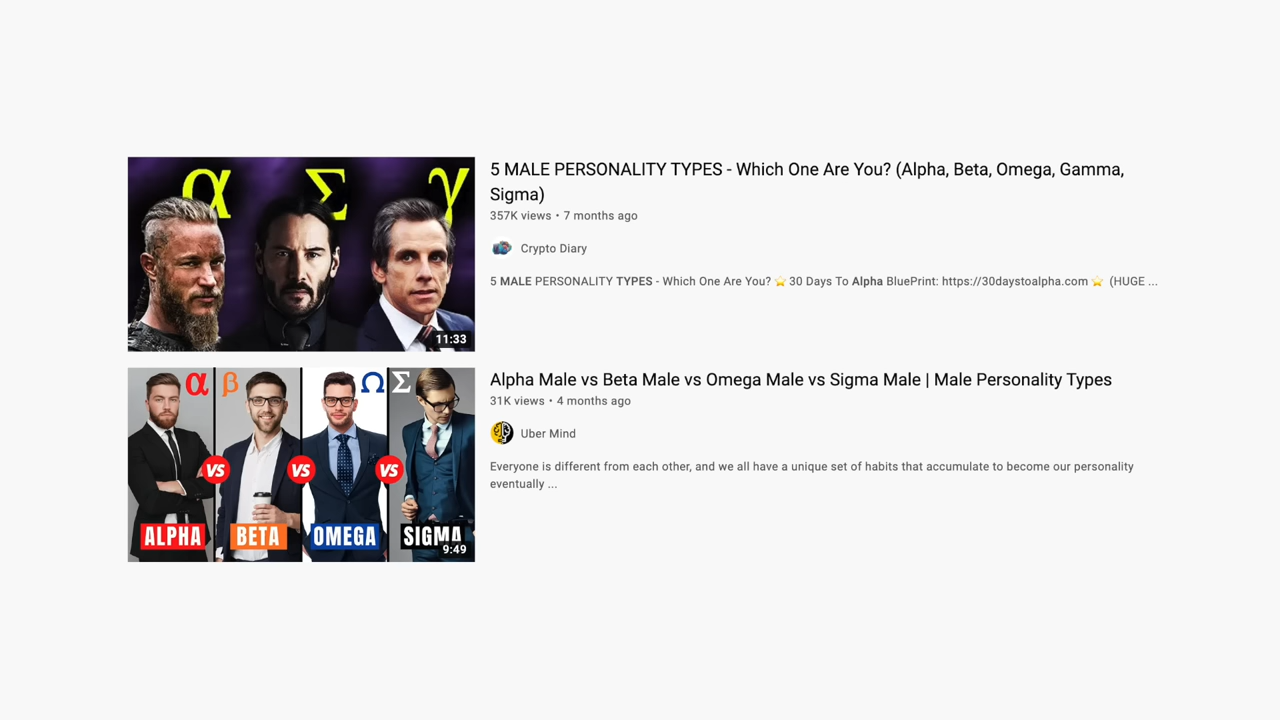 α Σ γ
11:33
5 MALE PERSONALITY TYPES - Which One Are You? (Alpha, Beta, Omega, Gamma,
Sigma)
357K views • 7 months ago
Crypto Diary
5 MALE PERSONALITY TYPES - Which One Are You? ⭐ 30 Days To Alpha BluePrint: https://30daystoalpha.com ⭐ (HUGE ...
α β Ω Σ
VS VS VS
ALPHA BETA OMEGA SIGMA
9:49
Alpha Male vs Beta Male vs Omega Male vs Sigma Male | Male Personality Types
31K views • 4 months ago
Uber Mind
Everyone is different from each other, and we all have a unique set of habits that accumulate to become our personality
eventually ...